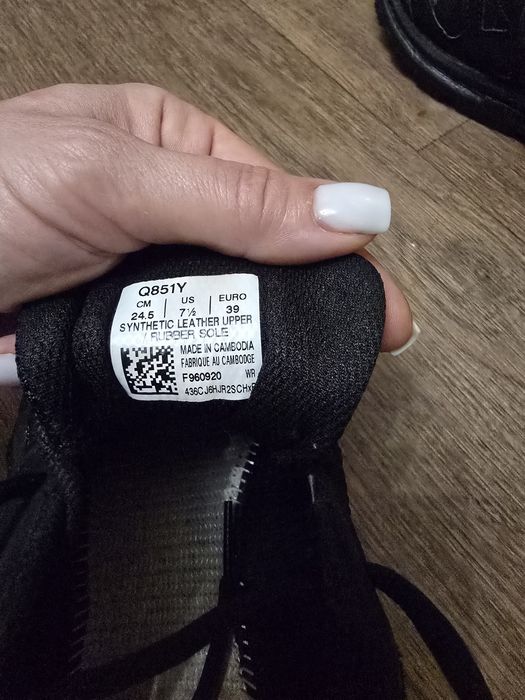 Q851Y
CM | US | EURO
24.5 | 7½ | 39
SYNTHETIC LEATHER UPPER
/ RUBBER SOLE
MADE IN CAMBODIA
FABRIQUE AU CAMBODGE
F960920 WR